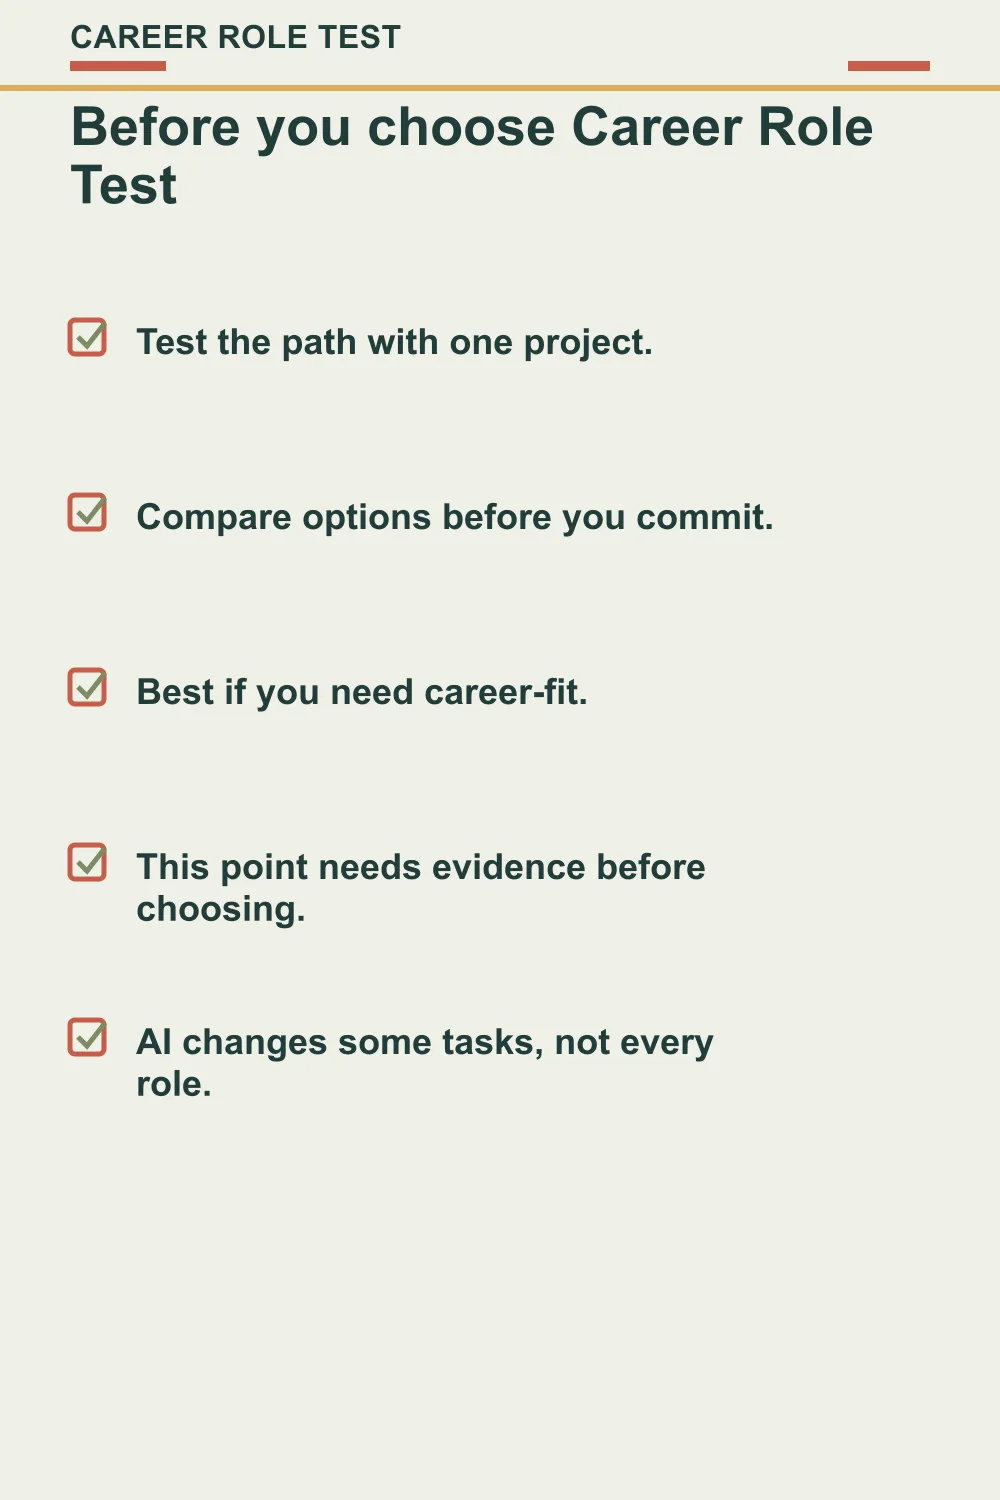 CAREER ROLE TEST
Before you choose Career Role
Test
Test the path with one project.
Compare options before you commit.
Best if you need career-fit.
This point needs evidence before
choosing.
AI changes some tasks, not every
role.